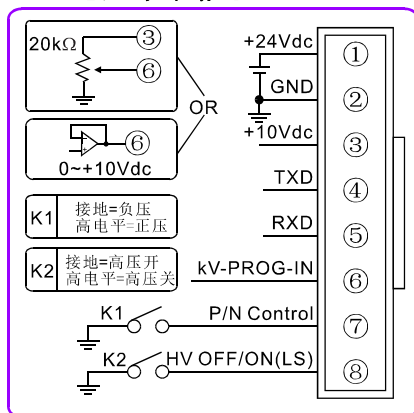 20kΩ
③
⑥
OR
⑥
0~+10Vdc
K1 接地=负压
高电平=正压
K2 接地=高压开
高电平=高压关
+24Vdc ①
GND ②
+10Vdc ③
TXD ④
RXD ⑤
kV-PROG-IN ⑥
K1 P/N Control ⑦
K2 HV OFF/ON(LS) ⑧